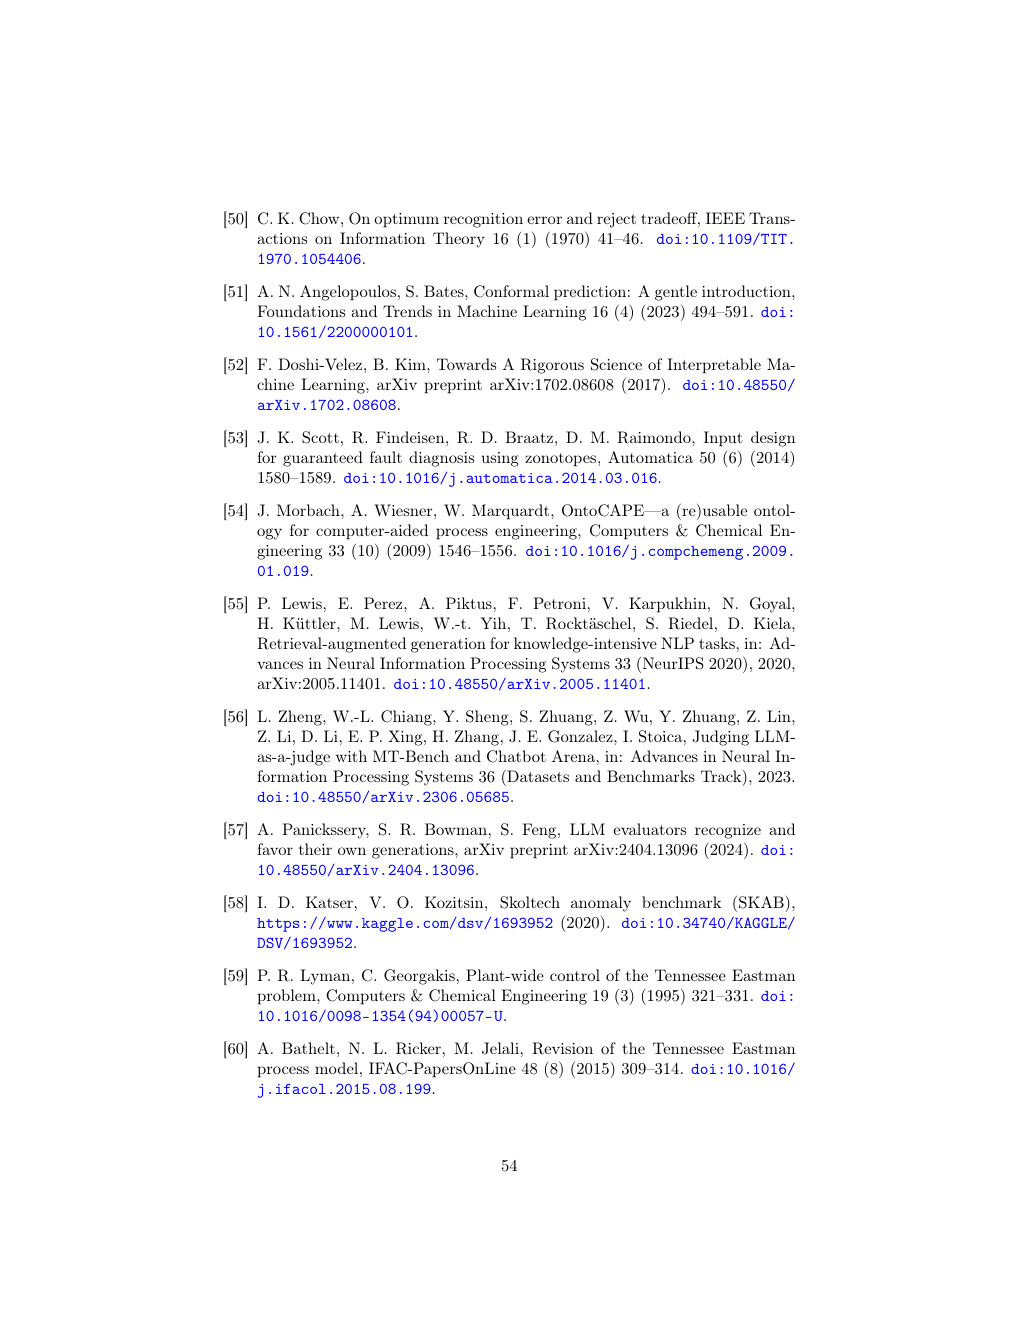 [50] C. K. Chow, On optimum recognition error and reject tradeoff, IEEE Trans-
actions on Information Theory 16 (1) (1970) 41–46. doi:10.1109/TIT.
1970.1054406.
[51] A. N. Angelopoulos, S. Bates, Conformal prediction: A gentle introduction,
Foundations and Trends in Machine Learning 16 (4) (2023) 494–591. doi:
10.1561/2200000101.
[52] F. Doshi-Velez, B. Kim, Towards A Rigorous Science of Interpretable Ma-
chine Learning, arXiv preprint arXiv:1702.08608 (2017). doi:10.48550/
arXiv.1702.08608.
[53] J. K. Scott, R. Findeisen, R. D. Braatz, D. M. Raimondo, Input design
for guaranteed fault diagnosis using zonotopes, Automatica 50 (6) (2014)
1580–1589. doi:10.1016/j.automatica.2014.03.016.
[54] J. Morbach, A. Wiesner, W. Marquardt, OntoCAPE—a (re)usable ontol-
ogy for computer-aided process engineering, Computers & Chemical En-
gineering 33 (10) (2009) 1546–1556. doi:10.1016/j.compchemeng.2009.
01.019.
[55] P. Lewis, E. Perez, A. Piktus, F. Petroni, V. Karpukhin, N. Goyal,
H. Küttler, M. Lewis, W.-t. Yih, T. Rocktäschel, S. Riedel, D. Kiela,
Retrieval-augmented generation for knowledge-intensive NLP tasks, in: Ad-
vances in Neural Information Processing Systems 33 (NeurIPS 2020), 2020,
arXiv:2005.11401. doi:10.48550/arXiv.2005.11401.
[56] L. Zheng, W.-L. Chiang, Y. Sheng, S. Zhuang, Z. Wu, Y. Zhuang, Z. Lin,
Z. Li, D. Li, E. P. Xing, H. Zhang, J. E. Gonzalez, I. Stoica, Judging LLM-
as-a-judge with MT-Bench and Chatbot Arena, in: Advances in Neural In-
formation Processing Systems 36 (Datasets and Benchmarks Track), 2023.
doi:10.48550/arXiv.2306.05685.
[57] A. Panickssery, S. R. Bowman, S. Feng, LLM evaluators recognize and
favor their own generations, arXiv preprint arXiv:2404.13096 (2024). doi:
10.48550/arXiv.2404.13096.
[58] I. D. Katser, V. O. Kozitsin, Skoltech anomaly benchmark (SKAB),
https://www.kaggle.com/dsv/1693952 (2020). doi:10.34740/KAGGLE/
DSV/1693952.
[59] P. R. Lyman, C. Georgakis, Plant-wide control of the Tennessee Eastman
problem, Computers & Chemical Engineering 19 (3) (1995) 321–331. doi:
10.1016/0098-1354(94)00057-U.
[60] A. Bathelt, N. L. Ricker, M. Jelali, Revision of the Tennessee Eastman
process model, IFAC-PapersOnLine 48 (8) (2015) 309–314. doi:10.1016/
j.ifacol.2015.08.199.
54